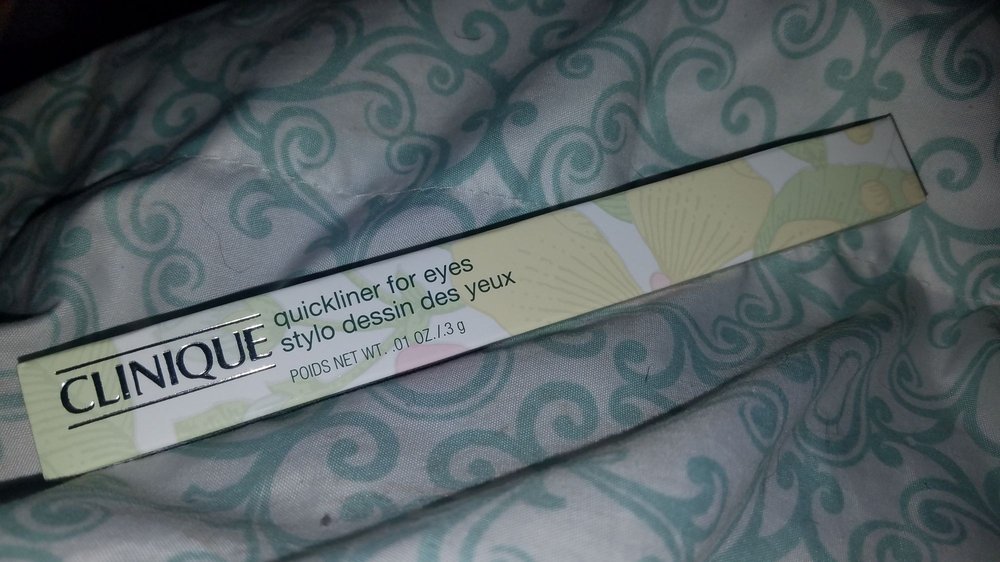 CLINIQUE
quickliner for eyes
stylo dessin des yeux
POIDS NET WT. .01 OZ./.3 g